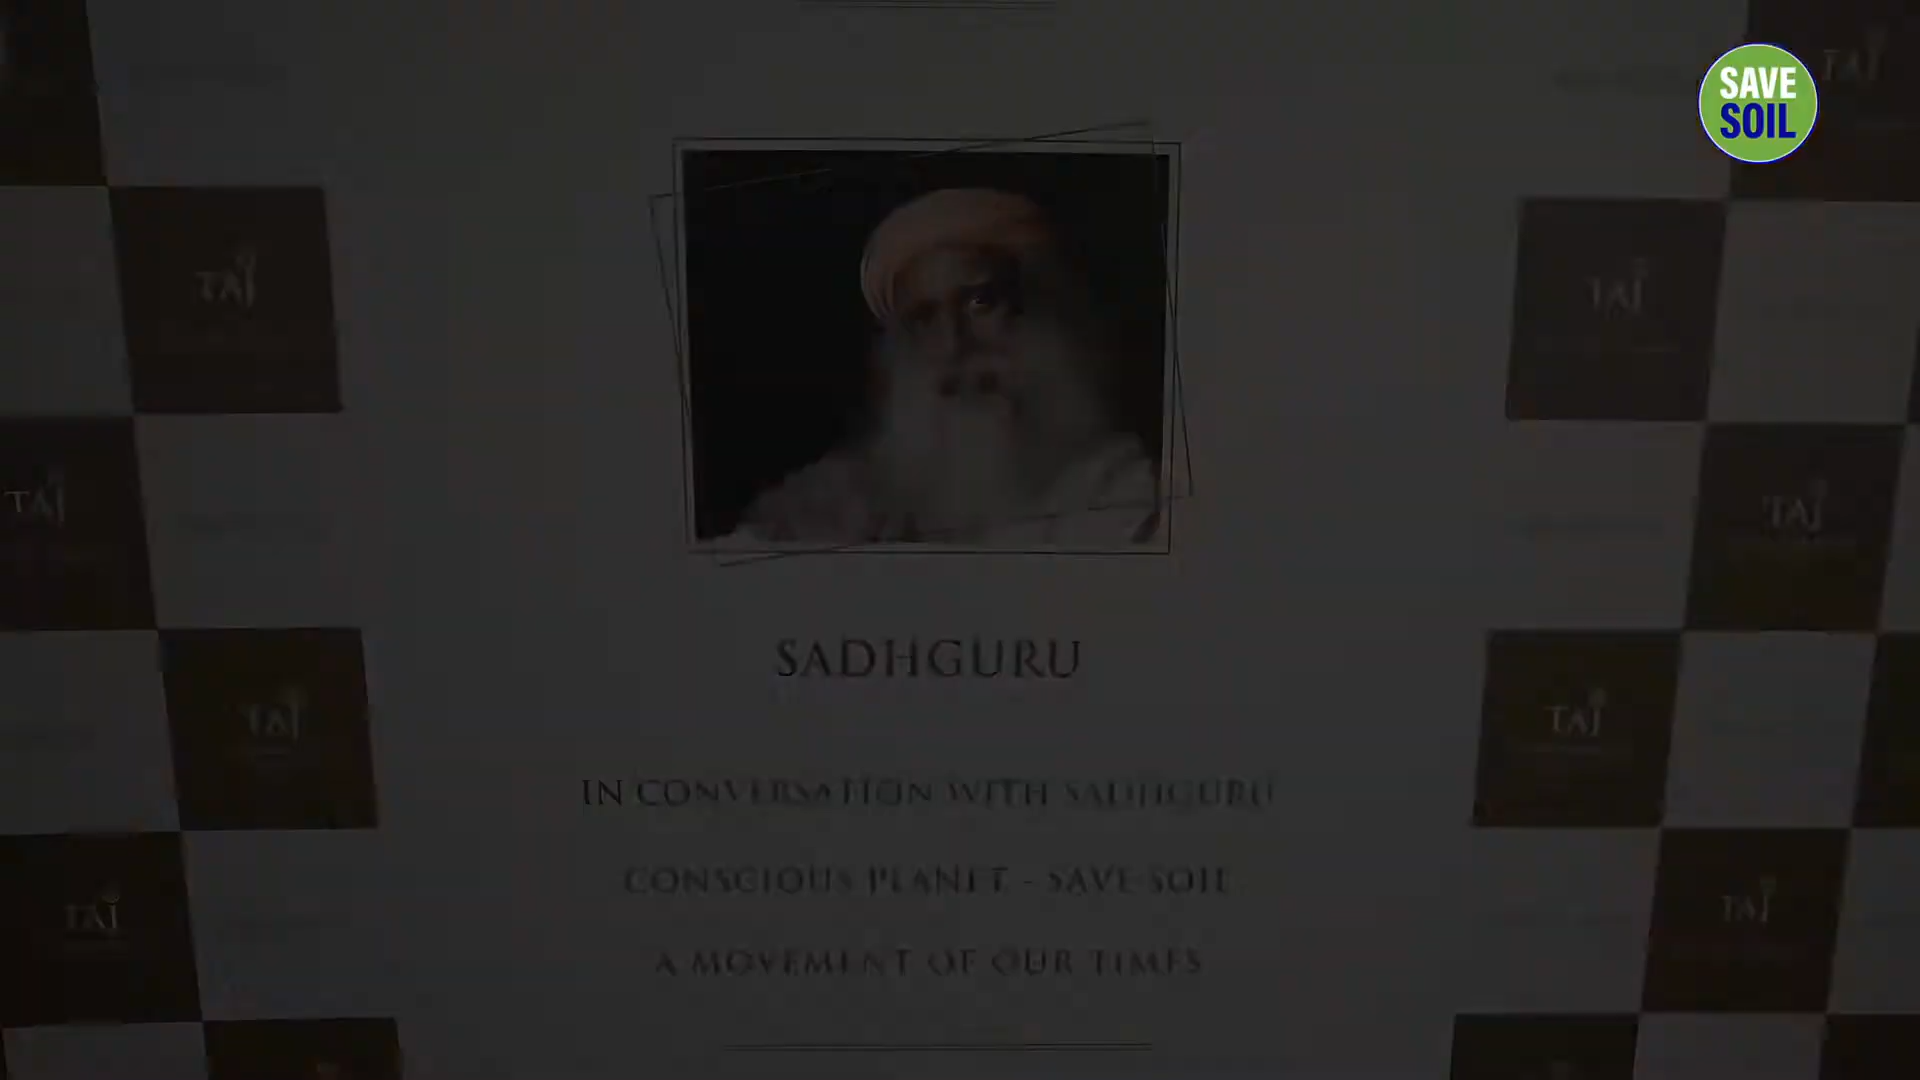 SAVE
SOIL
TAJ
TAJ
TAJ
TAJ
TAJ
TAJ
TAJ
TAJ
TAJ
SADHGURU
IN CONVERSATION WITH SADHGURU
CONSCIOUS PLANET - SAVE SOIL
A MOVEMENT OF OUR TIMES